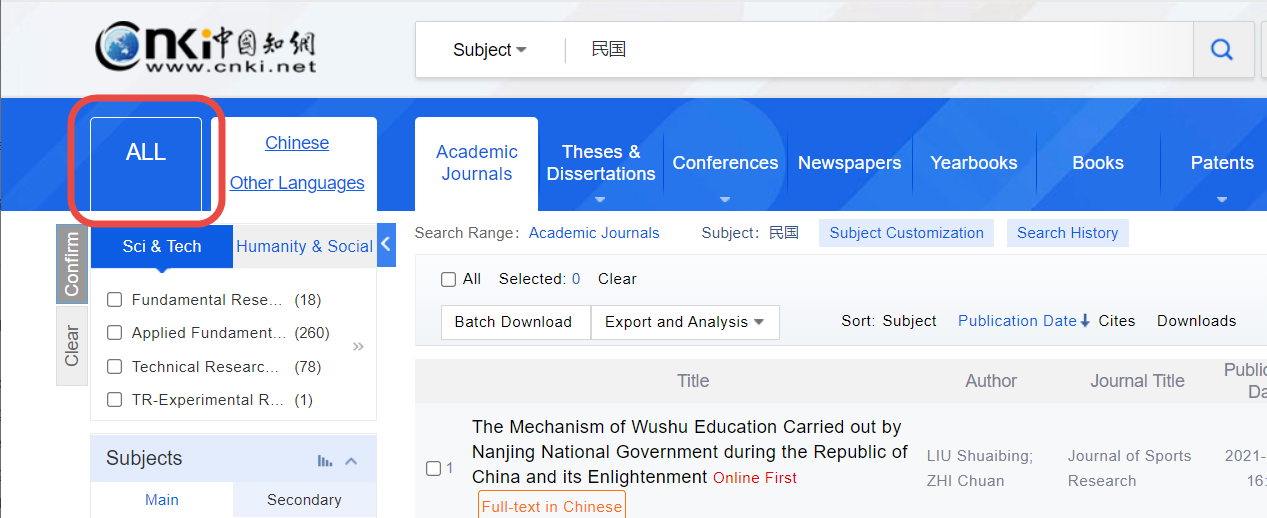 cnki中国知網
www.cnki.net
Subject
民国
ALL
Chinese
Other Languages
Academic
Journals
Theses &
Dissertations
Conferences
Newspapers
Yearbooks
Books
Patents
Confirm
Clear
Sci & Tech
Humanity & Social
Fundamental Rese... (18)
Applied Fundament... (260)
Technical Researc... (78)
TR-Experimental R... (1)
»
Subjects
Main
Secondary
Search Range: Academic Journals
Subject: 民国
Subject Customization
Search History
All Selected: 0 Clear
Batch Download
Export and Analysis
Sort: Subject Publication Date Cites Downloads
Title
Author
Journal Title
1
The Mechanism of Wushu Education Carried out by
Nanjing National Government during the Republic of
China and its Enlightenment Online First
Full-text in Chinese
LIU Shuaibing;
ZHI Chuan
Journal of Sports
Research
2021-
16: